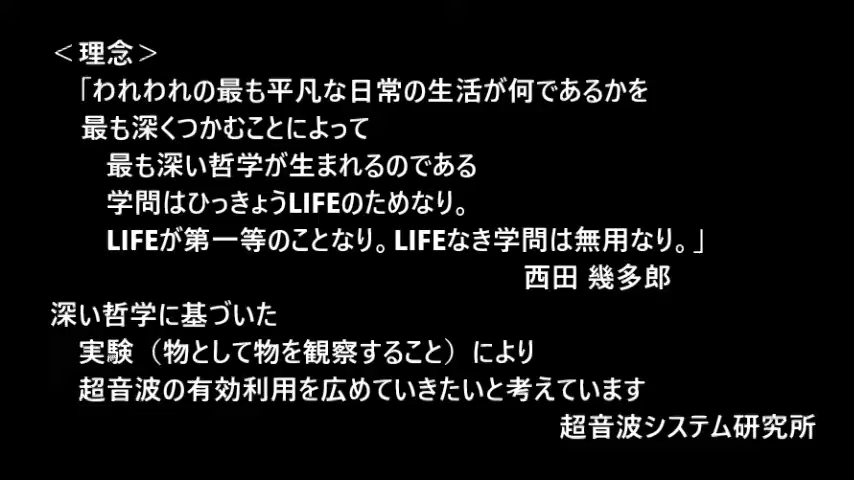 ＜理念＞
「われわれの最も平凡な日常の生活が何であるかを
最も深くつかむことによって
最も深い哲学が生まれるのである
学問はひっきょうLIFEのためなり。
LIFEが第一等のことなり。LIFEなき学問は無用なり。」
西田 幾多郎
深い哲学に基づいた
実験（物として物を観察すること）により
超音波の有効利用を広めていきたいと考えています
超音波システム研究所